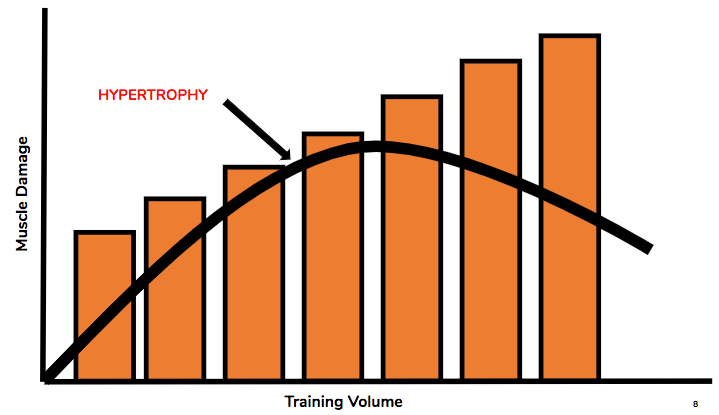 HYPERTROPHY
Muscle Damage
Training Volume
8